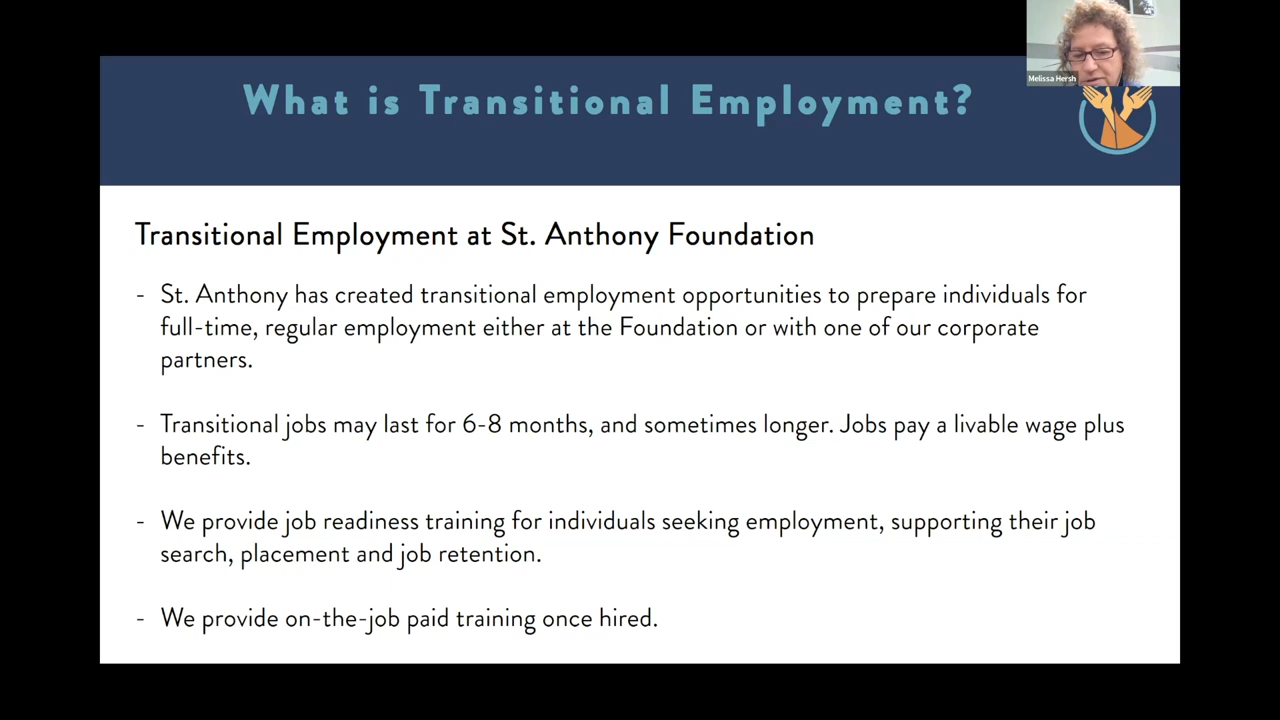 What is Transitional Employment?
Melissa Hersh
Transitional Employment at St. Anthony Foundation
- St. Anthony has created transitional employment opportunities to prepare individuals for
full-time, regular employment either at the Foundation or with one of our corporate
partners.
- Transitional jobs may last for 6-8 months, and sometimes longer. Jobs pay a livable wage plus
benefits.
- We provide job readiness training for individuals seeking employment, supporting their job
search, placement and job retention.
- We provide on-the-job paid training once hired.